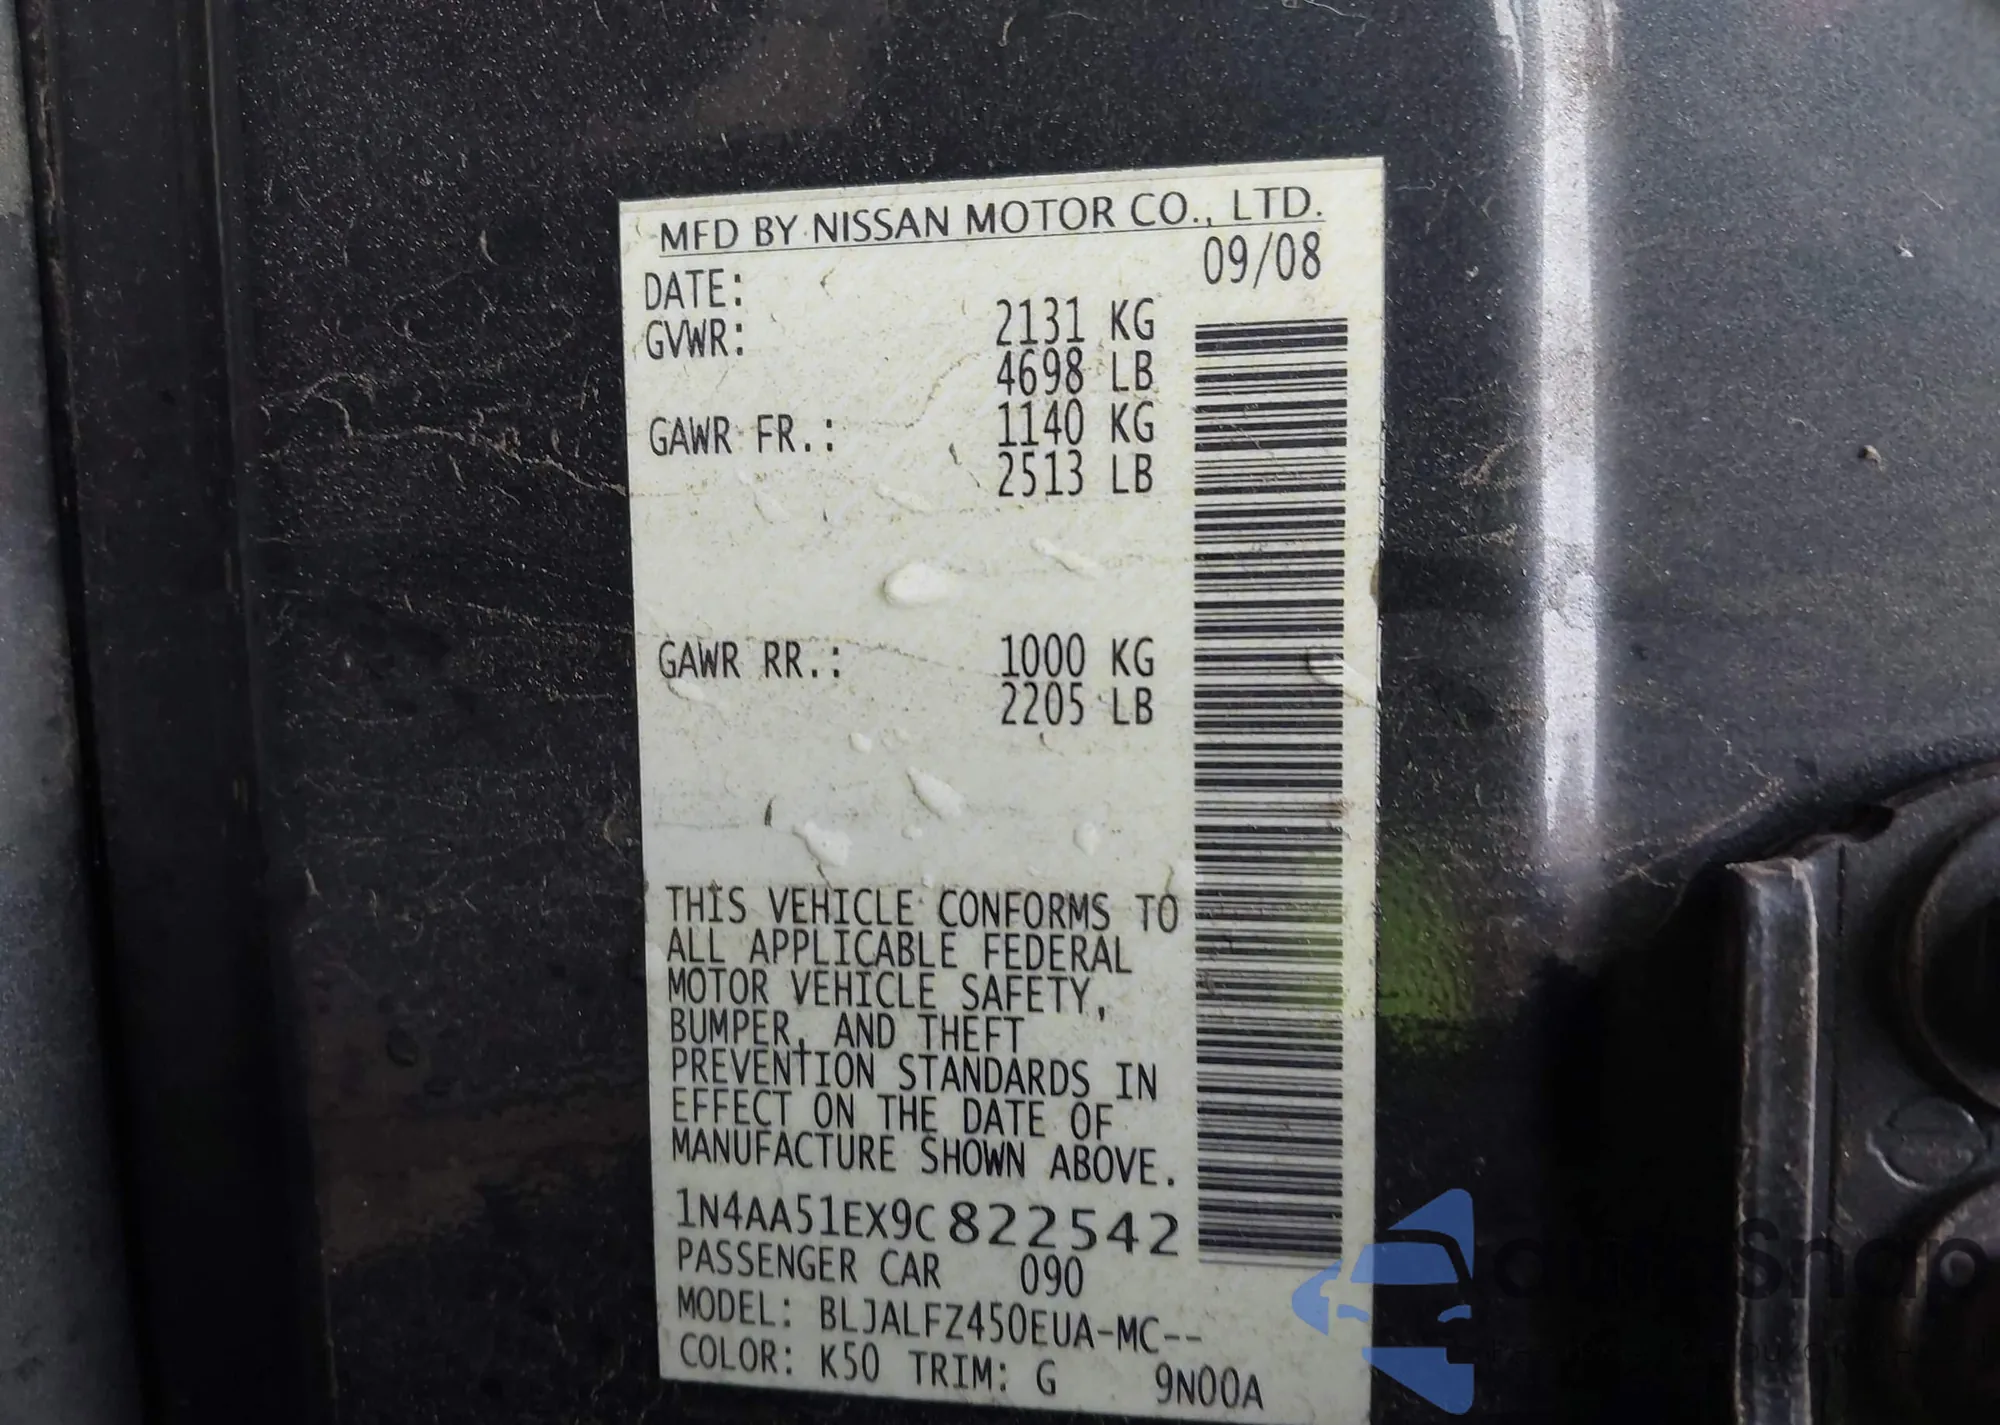 MFD BY NISSAN MOTOR CO., LTD.
DATE: 09/08
GVWR: 2131 KG
4698 LB
GAWR FR.: 1140 KG
2513 LB
GAWR RR.: 1000 KG
2205 LB
THIS VEHICLE CONFORMS TO
ALL APPLICABLE FEDERAL
MOTOR VEHICLE SAFETY,
BUMPER, AND THEFT
PREVENTION STANDARDS IN
EFFECT ON THE DATE OF
MANUFACTURE SHOWN ABOVE.
1N4AA51EX9C822542
PASSENGER CAR 090
MODEL: BLJALFZ450EUA-MC--
COLOR: K50 TRIM: G 9N00A